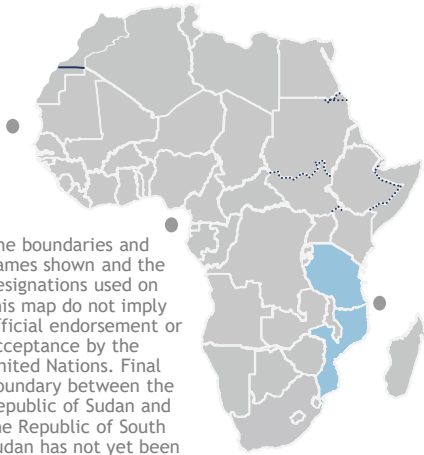 he boundaries and
ames shown and the
esignations used on
his map do not imply
fficial endorsement or
cceptance by the
nited Nations. Final
oundary between the
epublic of Sudan and
he Republic of South
udan has not yet been